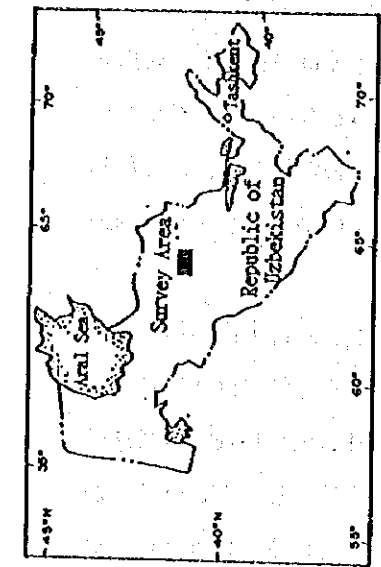 55°
65°
70°
45°N
45°
Aral Sea
Survey Area
40°N
Tashkent
40°
Republic of
Uzbekistan
55°
60°
65°
70°